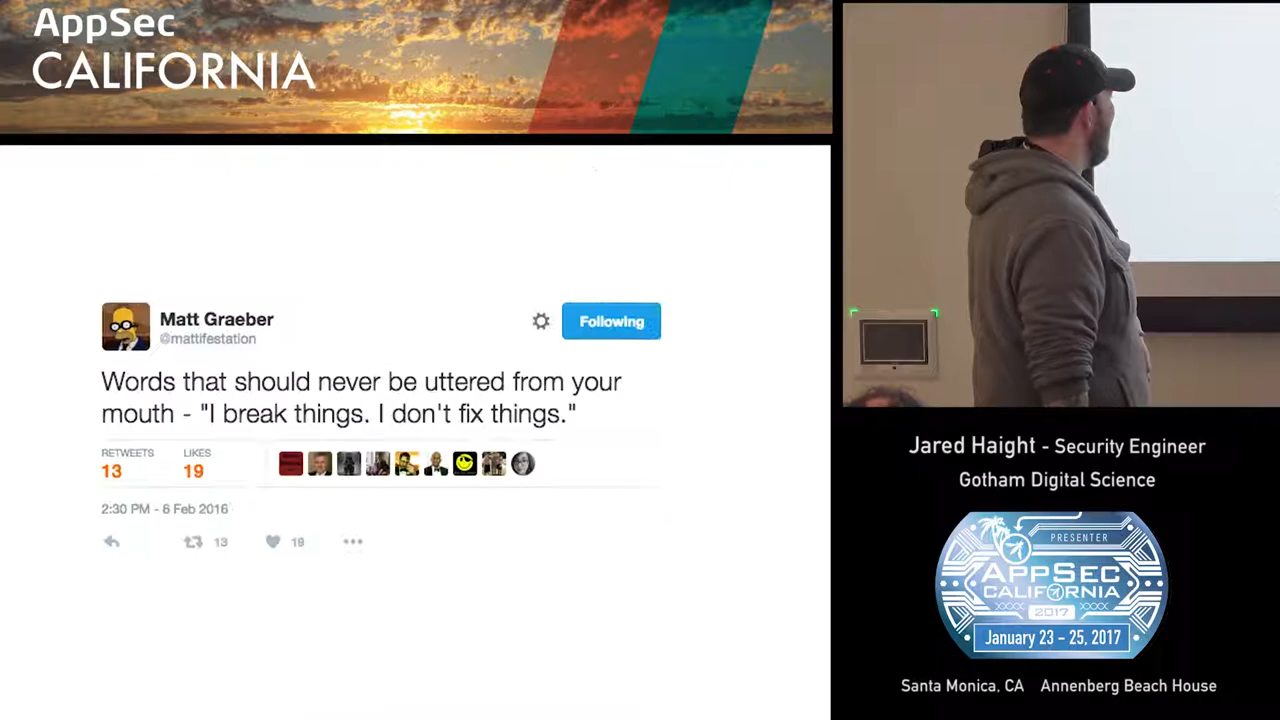 AppSec
CALIFORNIA
Matt Graeber
@mattifestation
Following
Words that should never be uttered from your
mouth - "I break things. I don't fix things."
RETWEETS LIKES
13 19
2:30 PM - 6 Feb 2016
13 19
Jared Haight - Security Engineer
Gotham Digital Science
PRESENTER
APPSEC
CALIFORNIA
XXXX 2017 XXXX
January 23 - 25, 2017
Santa Monica, CA Annenberg Beach House